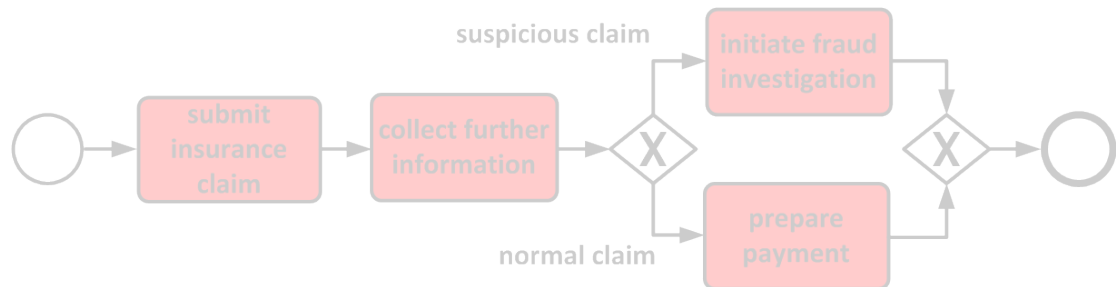 submit
insurance
claim
collect further
information
X
suspicious claim
initiate fraud
investigation
normal claim
prepare
payment
X